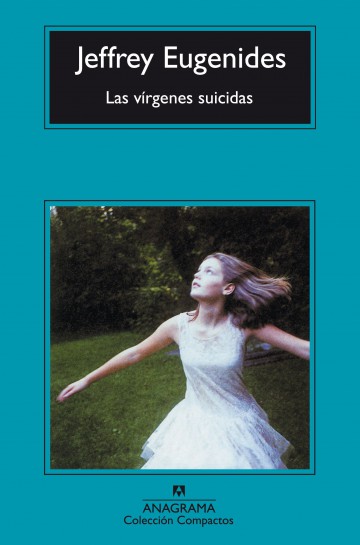 Jeffrey Eugenides
Las vírgenes suicidas
ANAGRAMA
Colección Compactos